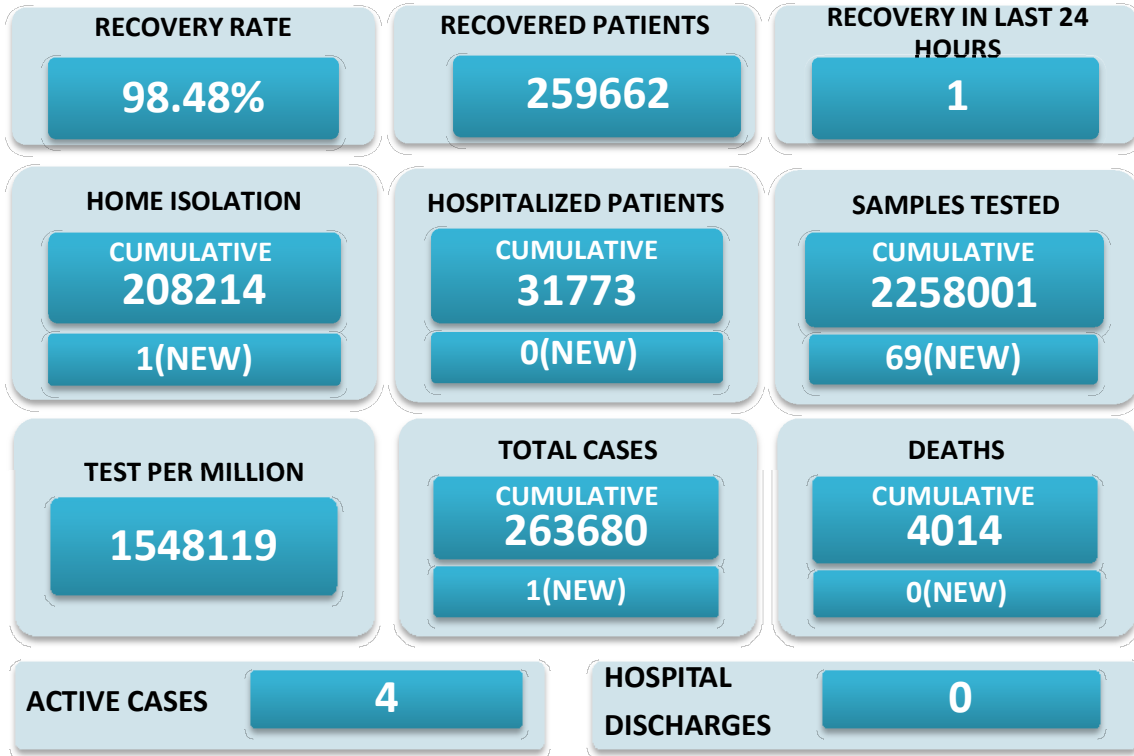 RECOVERY RATE
98.48%
RECOVERED PATIENTS
259662
RECOVERY IN LAST 24
HOURS
1
HOME ISOLATION
CUMULATIVE
208214
1(NEW)
HOSPITALIZED PATIENTS
CUMULATIVE
31773
0(NEW)
SAMPLES TESTED
CUMULATIVE
2258001
69(NEW)
TEST PER MILLION
1548119
TOTAL CASES
CUMULATIVE
263680
1(NEW)
DEATHS
CUMULATIVE
4014
0(NEW)
ACTIVE CASES
4
HOSPITAL
DISCHARGES
0